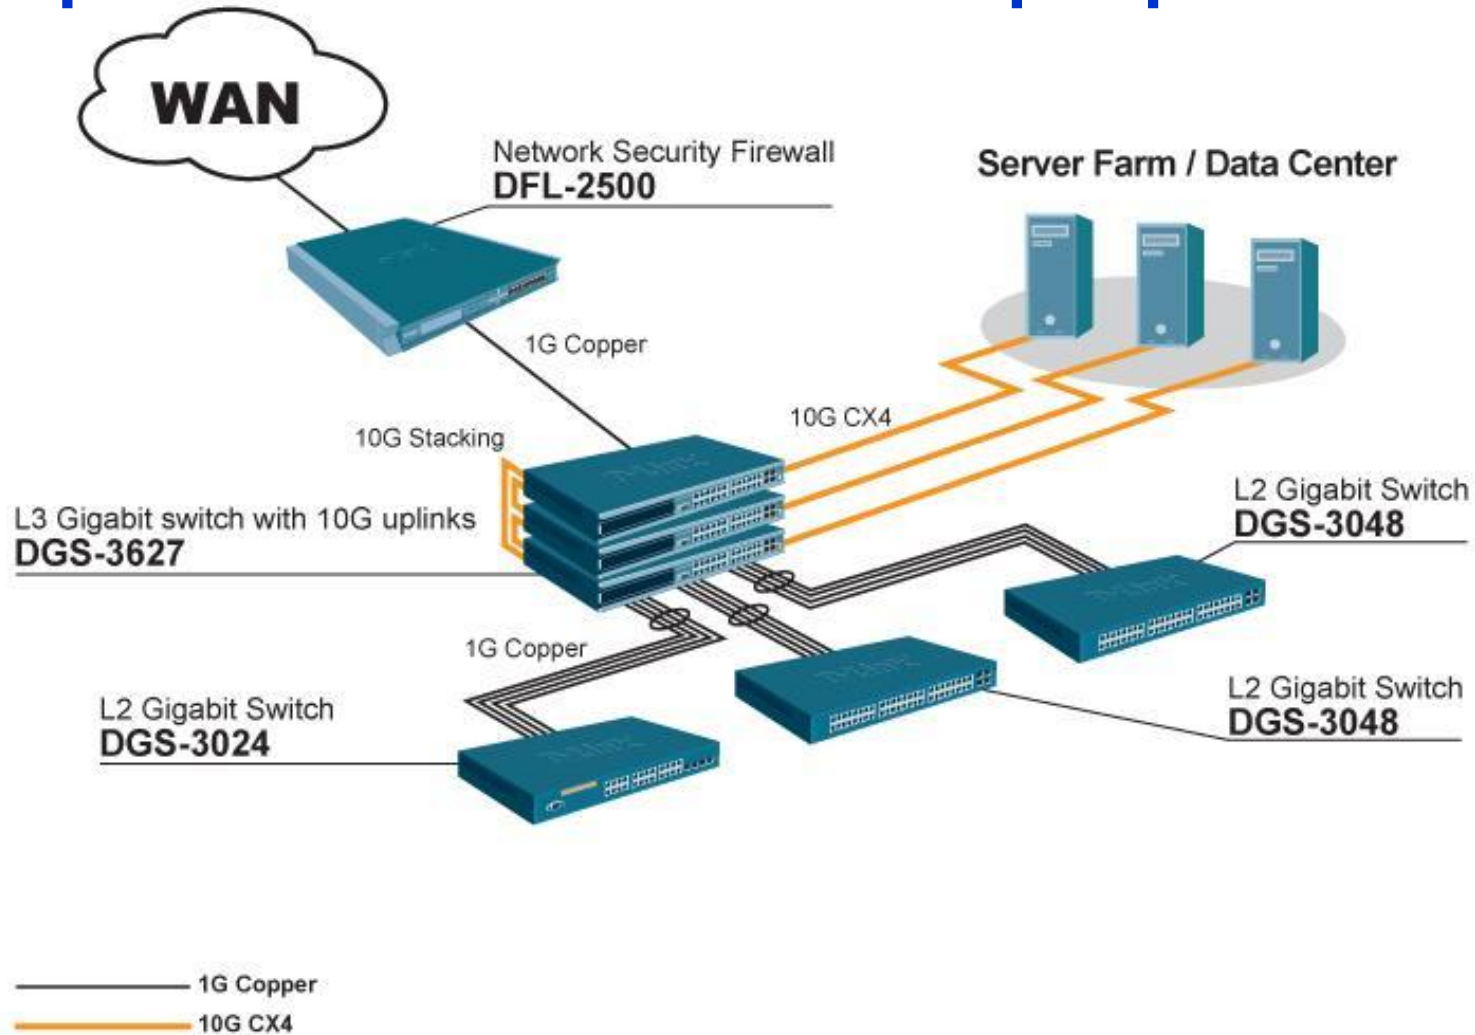 WAN
Network Security Firewall
DFL-2500
Server Farm / Data Center
1G Copper
10G CX4
10G Stacking
L3 Gigabit switch with 10G uplinks
DGS-3627
L2 Gigabit Switch
DGS-3048
1G Copper
L2 Gigabit Switch
DGS-3048
L2 Gigabit Switch
DGS-3024
1G Copper
10G CX4